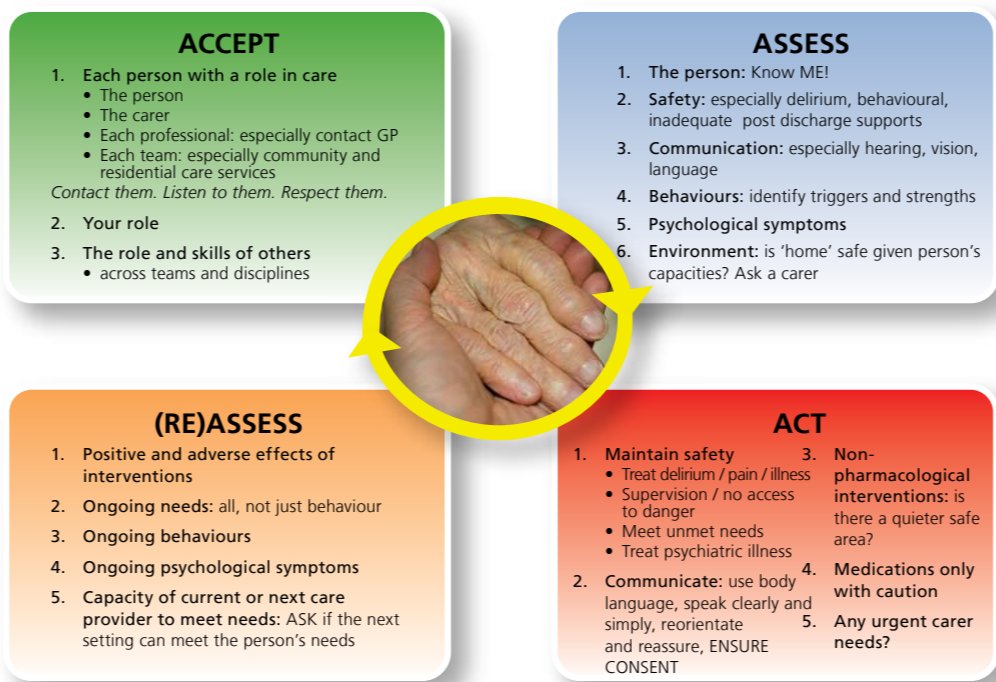 ACCEPT
1. Each person with a role in care
• The person
• The carer
• Each professional: especially contact GP
• Each team: especially community and
residential care services
Contact them. Listen to them. Respect them.
2. Your role
3. The role and skills of others
• across teams and disciplines
ASSESS
1. The person: Know ME!
2. Safety: especially delirium, behavioural,
inadequate post discharge supports
3. Communication: especially hearing, vision,
language
4. Behaviours: identify triggers and strengths
5. Psychological symptoms
6. Environment: is ‘home’ safe given person’s
capacities? Ask a carer
(RE)ASSESS
1. Positive and adverse effects of
interventions
2. Ongoing needs: all, not just behaviour
3. Ongoing behaviours
4. Ongoing psychological symptoms
5. Capacity of current or next care
provider to meet needs: ASK if the next
setting can meet the person’s needs
ACT
1. Maintain safety
• Treat delirium / pain / illness
• Supervision / no access
to danger
• Meet unmet needs
• Treat psychiatric illness
2. Communicate: use body
language, speak clearly and
simply, reorientate
and reassure, ENSURE
CONSENT
3. Non-
pharmacological
interventions: is
there a quieter safe
area?
4. Medications only
with caution
5. Any urgent carer
needs?